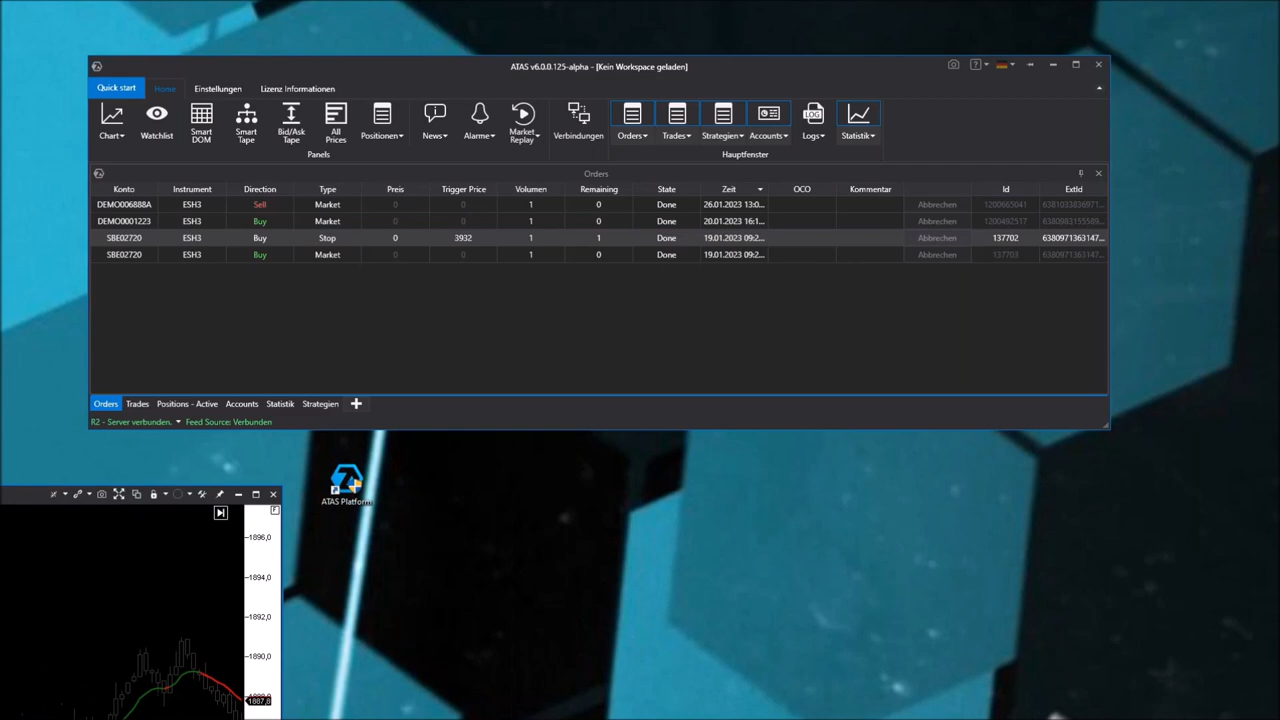 ATAS v6.0.0.125-alpha - [Kein Workspace geladen]
Quick start Home Einstellungen Lizenz Informationen
Chart Watchlist Smart DOM Smart Tape Bid/Ask Tape All Prices Positionen News Alarme Market Replay Verbindungen Orders Trades Strategien Accounts LOG Logs Statistik
Panels Hauptfenster
Orders
Konto Instrument Direction Type Preis Trigger Price Volumen Remaining State Zeit OCO Kommentar Id ExtId
DEMO006888A ESH3 Sell Market 0 0 1 0 Done 26.01.2023 13:0... Abbrechen 1200665041 6381033836971...
DEMO0001223 ESH3 Buy Market 0 0 1 0 Done 20.01.2023 16:1... Abbrechen 1200492517 6380983155589...
SBE02720 ESH3 Buy Stop 0 3932 1 1 Done 19.01.2023 09:2... Abbrechen 137702 6380971363147...
SBE02720 ESH3 Buy Market 0 0 1 0 Done 19.01.2023 09:2... Abbrechen 137703 6380971363147...
Orders Trades Positions - Active Accounts Statistik Strategien
R2 - Server verbunden. Feed Source: Verbunden
ATAS Platform
F
1896,0
1894,0
1892,0
1890,0
1887,8